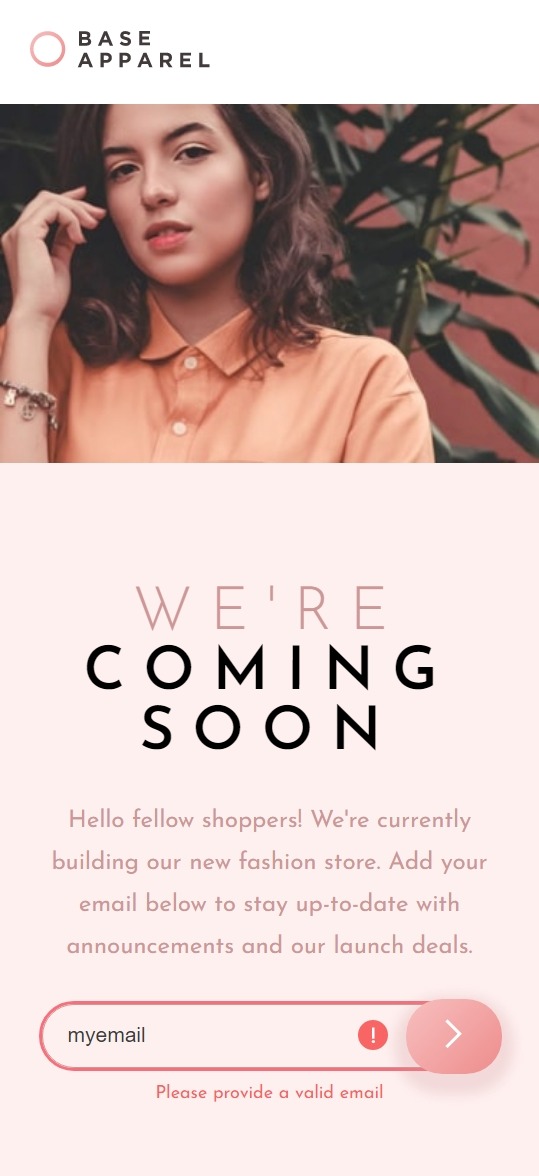 BASE
APPAREL
WE'RE
COMING
SOON
Hello fellow shoppers! We're currently
building our new fashion store. Add your
email below to stay up-to-date with
announcements and our launch deals.
myemail
!
Please provide a valid email